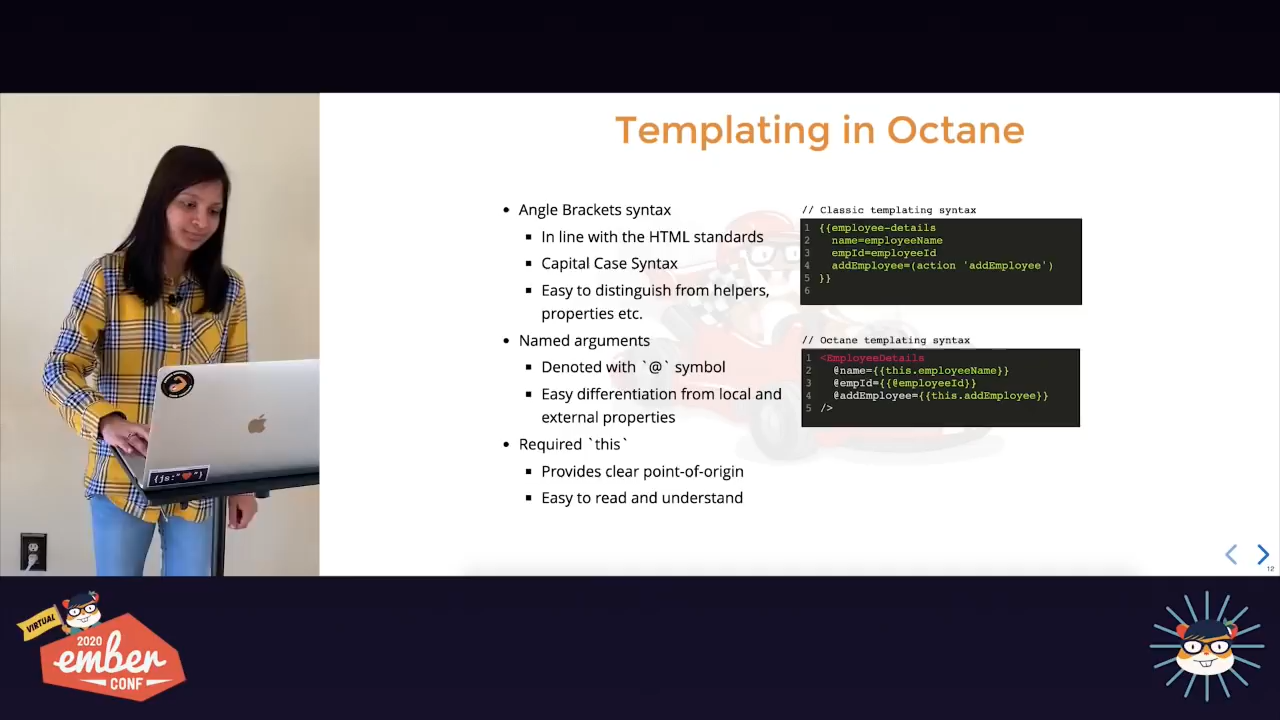 Templating in Octane
Angle Brackets syntax
In line with the HTML standards
Capital Case Syntax
Easy to distinguish from helpers,
properties etc.
Named arguments
Denoted with `@` symbol
Easy differentiation from local and
external properties
Required `this`
Provides clear point-of-origin
Easy to read and understand
// Classic templating syntax
1 {{employee-details
2 name=employeeName
3 empId=employeeId
4 addEmployee=(action 'addEmployee')
5 }}
6
// Octane templating syntax
1 <EmployeeDetails
2 @name={{this.employeeName}}
3 @empId={{@employeeId}}
4 @addEmployee={{this.addEmployee}}
5 />
{js:"❤"}
12
VIRTUAL
2020
ember
CONF